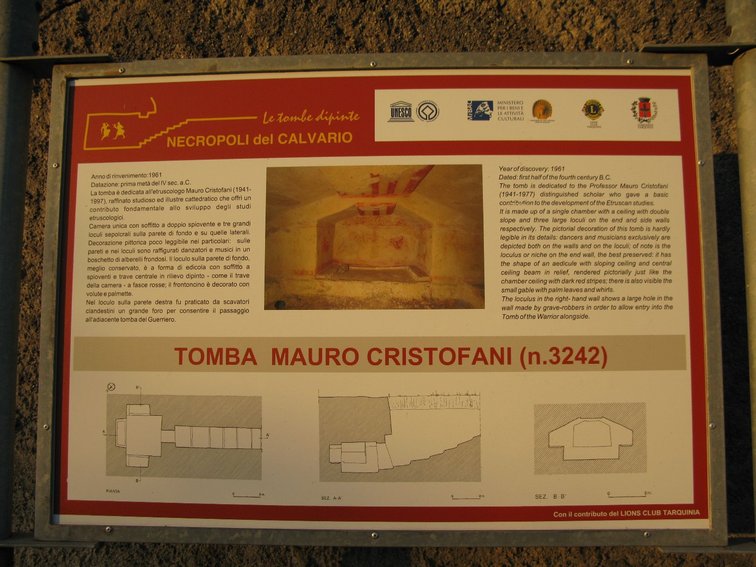 Le tombe dipinte
NECROPOLI del CALVARIO
UNESCO
MINISTERO
PER I BENI E
LE ATTIVITÀ
CULTURALI
Anno di rinvenimento:1961
Datazione: prima metà del IV sec. a.C.
La tomba è dedicata all'etruscologo Mauro Cristofani (1941-
1997), raffinato studioso ed illustre cattedratico che offrì un
contributo fondamentale allo sviluppo degli studi
etruscologici.
Camera unica con soffitto a doppio spiovente e tre grandi
loculi sepolcrali sulla parete di fondo e su quelle laterali.
Decorazione pittorica poco leggibile nei particolari: sulle
pareti e nei loculi sono raffigurati danzatori e musici in un
boschetto di alberelli frondosi. Il loculo sulla parete di fondo,
meglio conservato, è a forma di edicola con soffitto a
spioventi e trave centrale in rilievo dipinto - come il trave
della camera - a fasce rosse; il frontoncino è decorato con
volute e palmette.
Nel loculo sulla parete destra fu praticato da scavatori
clandestini un grande foro per consentire il passaggio
all'adiacente tomba del Guerriero.
Year of discovery: 1961
Dated: first half of the fourth century B.C.
The tomb is dedicated to the Professor Mauro Cristofani
(1941-1977) distinguished scholar who gave a basic
contribution to the development of the Etruscan studies.
It is made up of a single chamber with a ceiling with double
slope and three large loculi on the end and side walls
respectively. The pictorial decoration of this tomb is hardly
legible in its details: dancers and musicians exclusively are
depicted both on the walls and on the loculi; of note is the
loculus or niche on the end wall, the best preserved: it has
the shape of an aedicule with sloping ceiling and central
ceiling beam in relief, rendered pictorially just like the
chamber ceiling with dark red stripes; there is also visible the
small gable with palm leaves and whirls.
The loculus in the right- hand wall shows a large hole in the
wall made by grave-robbers in order to allow entry into the
Tomb of the Warrior alongside.
TOMBA MAURO CRISTOFANI (n.3242)
B'
A
A'
B
PIANTA
SEZ. A-A'
SEZ. B B'
Con il contributo del LIONS CLUB TARQUINIA